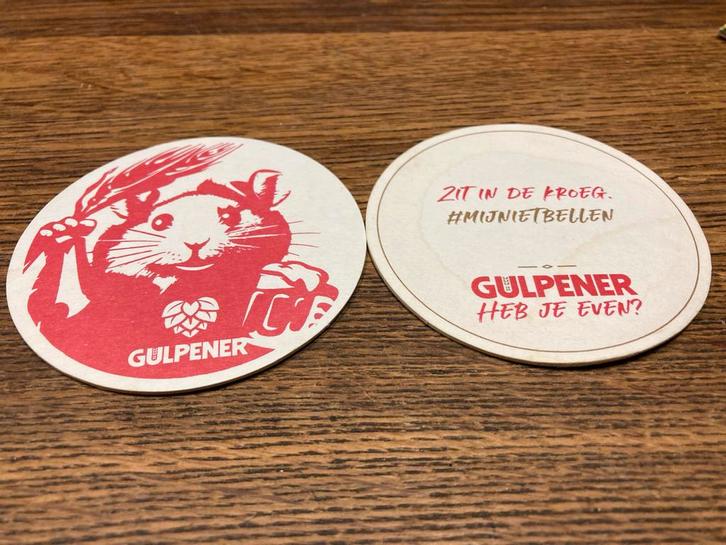 GULPENER
ZIT IN DE KROEG.
#MIJNIETBELLEN
GULPENER
HEB JE EVEN?